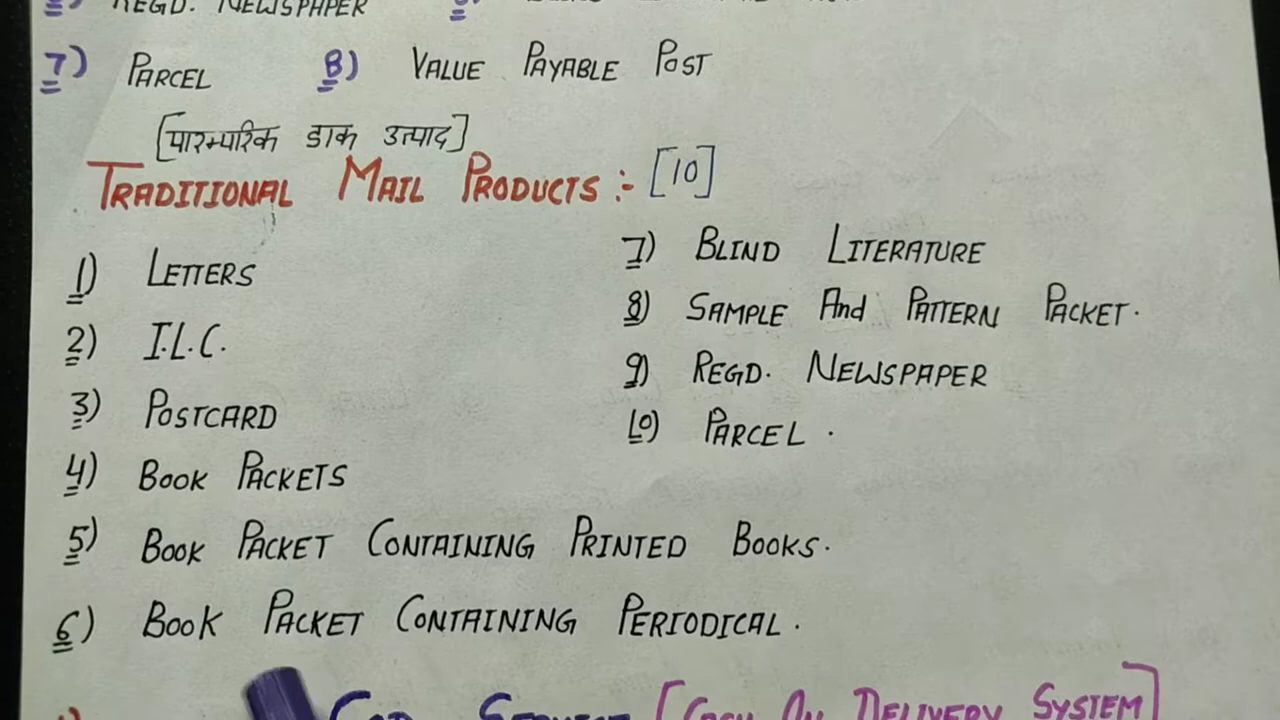 REGD. NEWSPAPER
7) PARCEL 8) VALUE PAYABLE POST
[पारम्परिक डाक उत्पाद]
TRADITIONAL MAIL PRODUCTS :- [10]
1) LETTERS
2) I.L.C.
3) POSTCARD
4) BOOK PACKETS
5) BOOK PACKET CONTAINING PRINTED BOOKS.
6) BOOK PACKET CONTAINING PERIODICAL.
7) BLIND LITERATURE
8) SAMPLE And PATTERN PACKET.
9) REGD. NEWSPAPER
10) PARCEL.
[CASH ON DELIVERY SYSTEM]